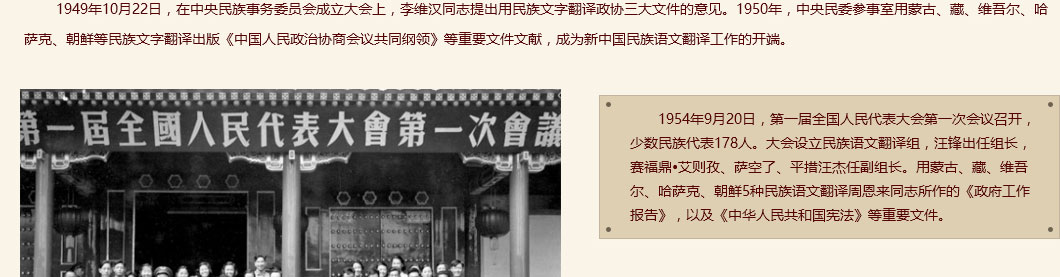 1949年10月22日，在中央民族事务委员会成立大会上，李维汉同志提出用民族文字翻译政协三大文件的意见。1950年，中央民委参事室用蒙古、藏、维吾尔、哈
萨克、朝鲜等民族文字翻译出版《中国人民政治协商会议共同纲领》等重要文件文献，成为新中国民族语文翻译工作的开端。
第一届全國人民代表大會第一次會議
1954年9月20日，第一届全国人民代表大会第一次会议召开，
少数民族代表178人。大会设立民族语文翻译组，汪锋出任组长，
赛福鼎•艾则孜、萨空了、平措汪杰任副组长。用蒙古、藏、维吾
尔、哈萨克、朝鲜5种民族语文翻译周恩来同志所作的《政府工作
报告》，以及《中华人民共和国宪法》等重要文件。